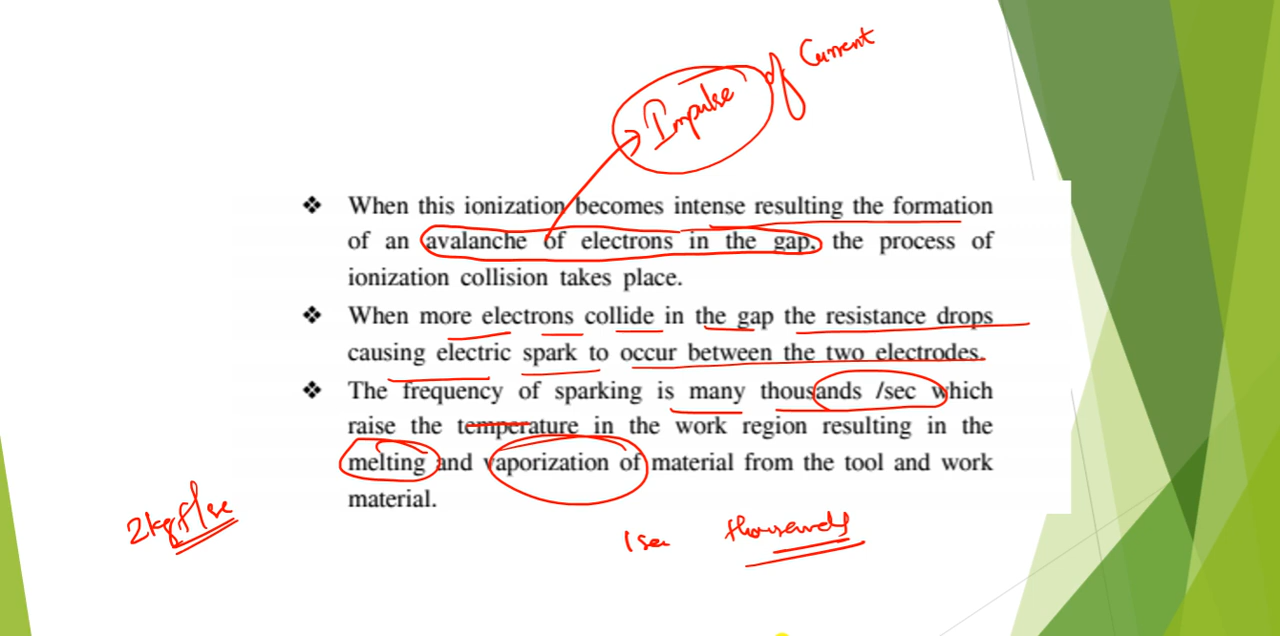 Impulse of Current
❖ When this ionization becomes intense resulting the formation
of an avalanche of electrons in the gap, the process of
ionization collision takes place.
❖ When more electrons collide in the gap the resistance drops
causing electric spark to occur between the two electrodes.
❖ The frequency of sparking is many thousands /sec which
raise the temperature in the work region resulting in the
melting and vaporization of material from the tool and work
material.
1 sec thousands